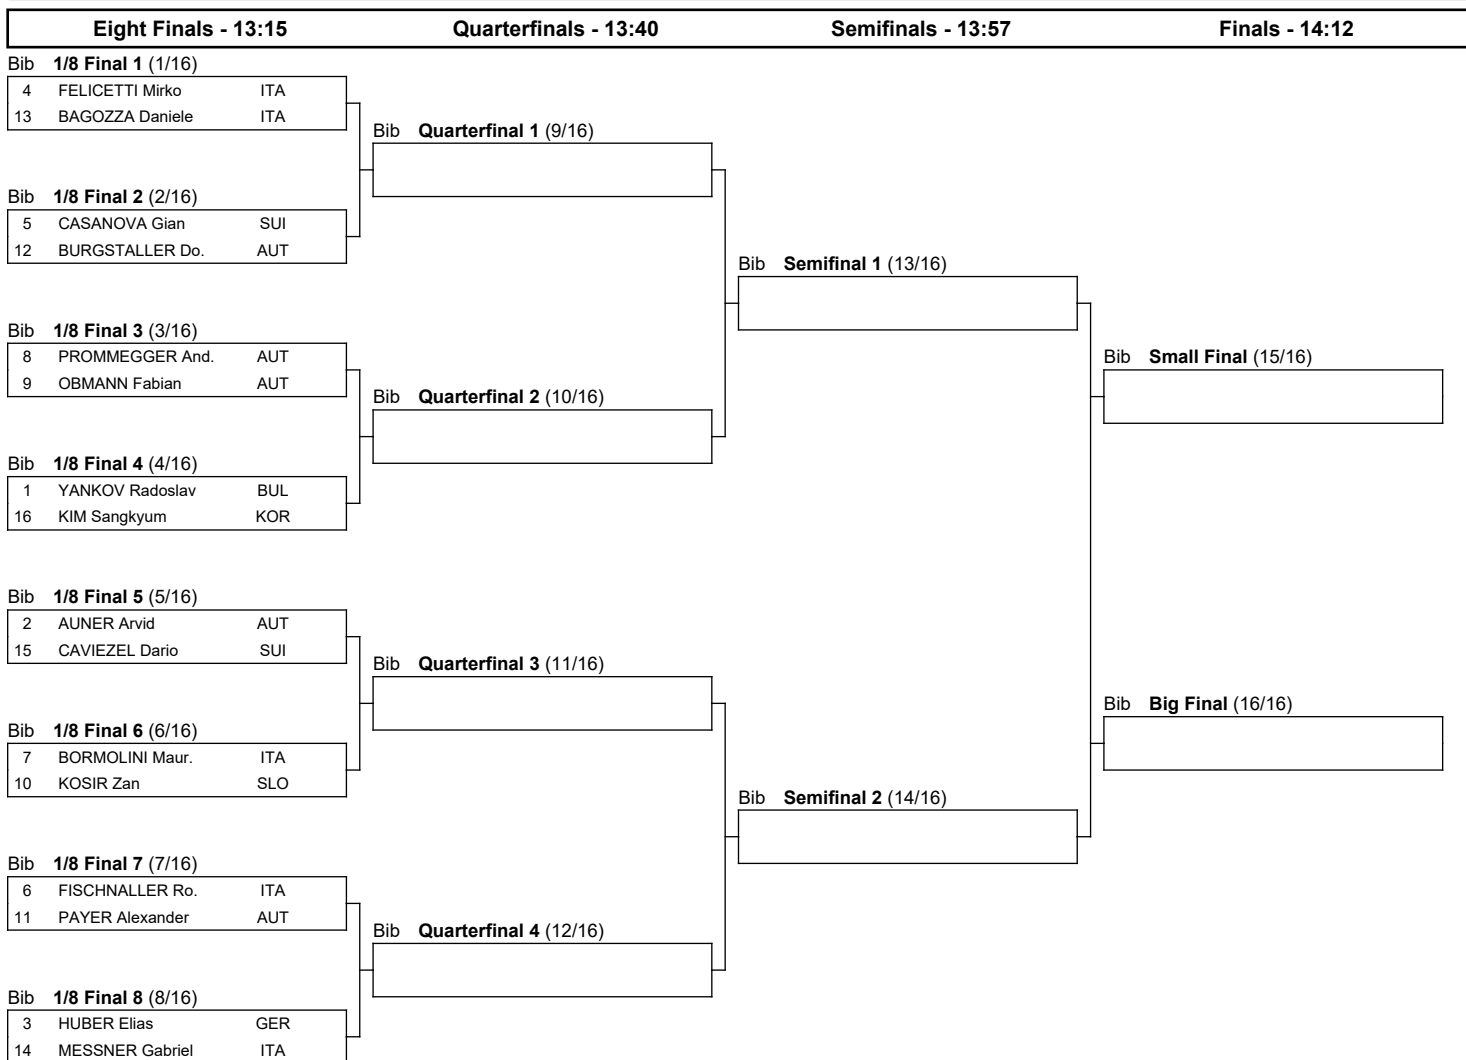 Eight Finals - 13:15 Quarterfinals - 13:40 Semifinals - 13:57 Finals - 14:12
Bib 1/8 Final 1 (1/16)
4 FELICETTI Mirko ITA
13 BAGOZZA Daniele ITA
Bib Quarterfinal 1 (9/16)
Bib 1/8 Final 2 (2/16)
5 CASANOVA Gian SUI
12 BURGSTALLER Do. AUT
Bib Semifinal 1 (13/16)
Bib 1/8 Final 3 (3/16)
8 PROMMEGGER And. AUT
9 OBMANN Fabian AUT
Bib Small Final (15/16)
Bib Quarterfinal 2 (10/16)
Bib 1/8 Final 4 (4/16)
1 YANKOV Radoslav BUL
16 KIM Sangkyum KOR
Bib 1/8 Final 5 (5/16)
2 AUNER Arvid AUT
15 CAVIEZEL Dario SUI
Bib Quarterfinal 3 (11/16)
Bib Big Final (16/16)
Bib 1/8 Final 6 (6/16)
7 BORMOLINI Maur. ITA
10 KOSIR Zan SLO
Bib Semifinal 2 (14/16)
Bib 1/8 Final 7 (7/16)
6 FISCHNALLER Ro. ITA
11 PAYER Alexander AUT
Bib Quarterfinal 4 (12/16)
Bib 1/8 Final 8 (8/16)
3 HUBER Elias GER
14 MESSNER Gabriel ITA